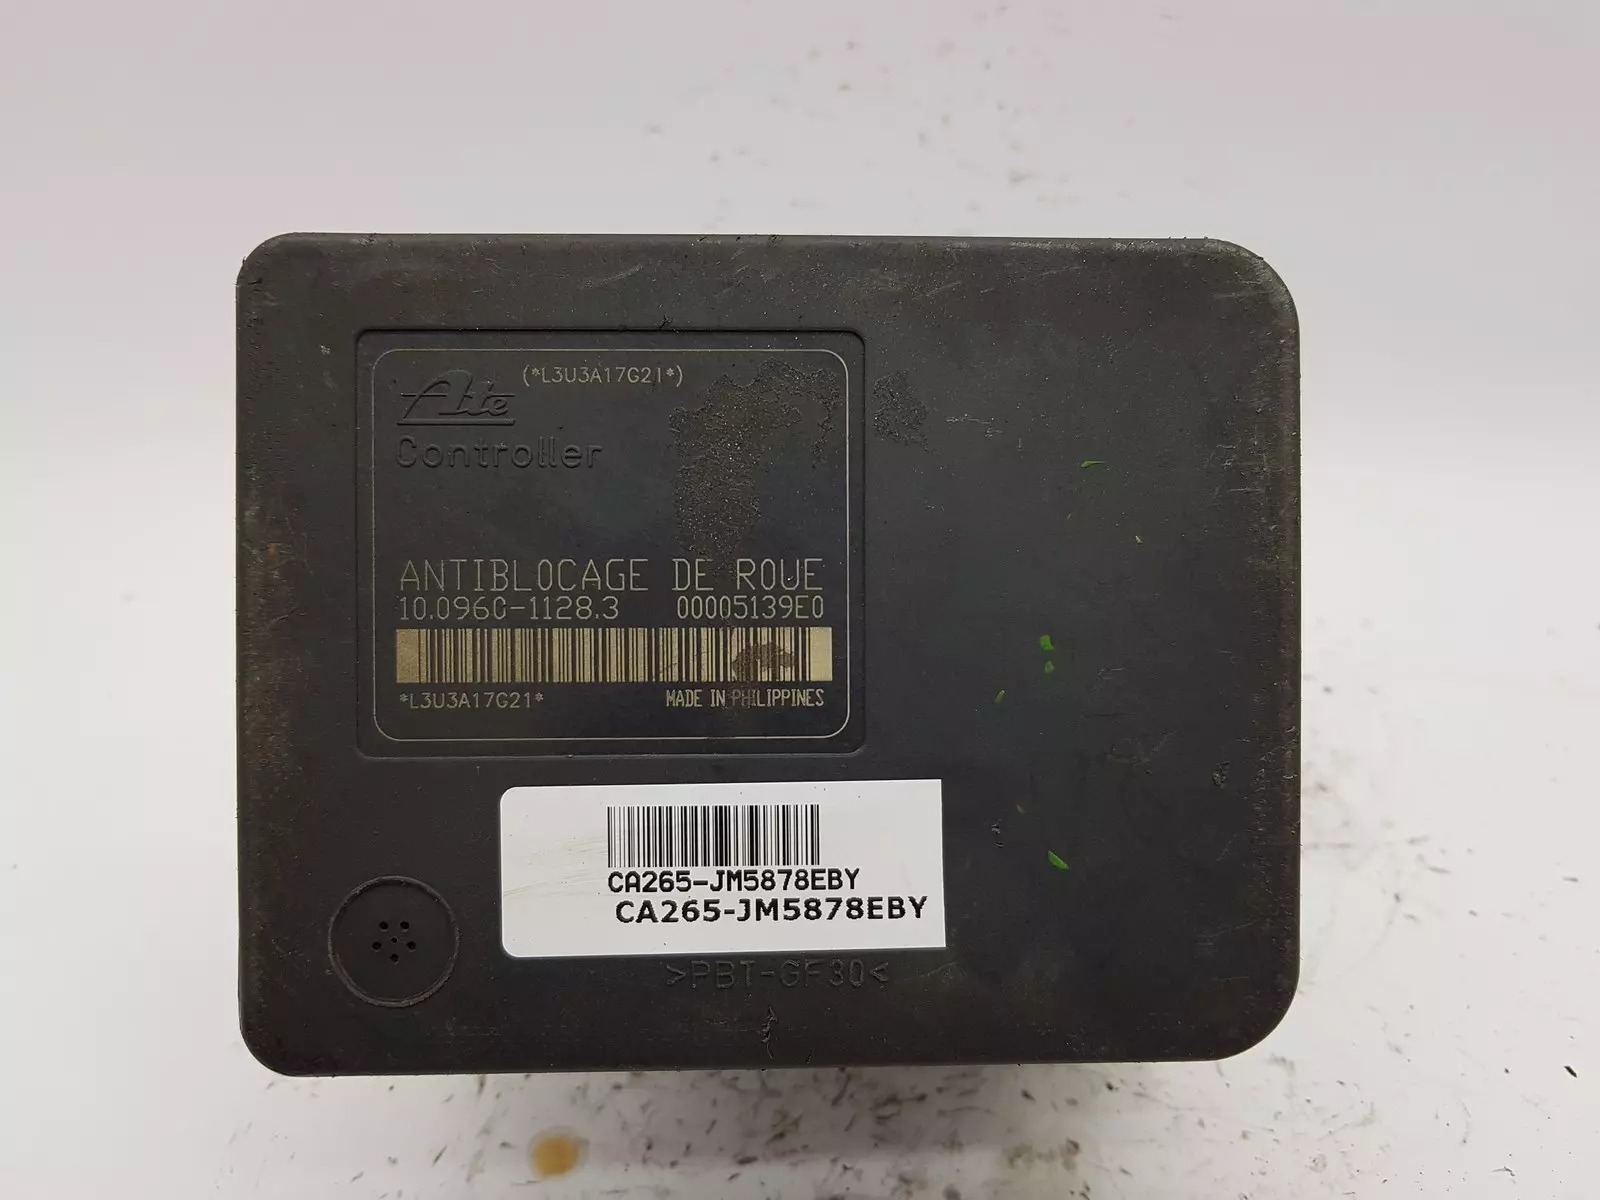 (*L3U3A17G21*)
Ate
Controller
ANTIBLOCAGE DE ROUE
10.0960-1128.3 00005139E0
*L3U3A17G21*
MADE IN PHILIPPINES
CA265-JM5878EBY
CA265-JM5878EBY
>PBT-GF30<